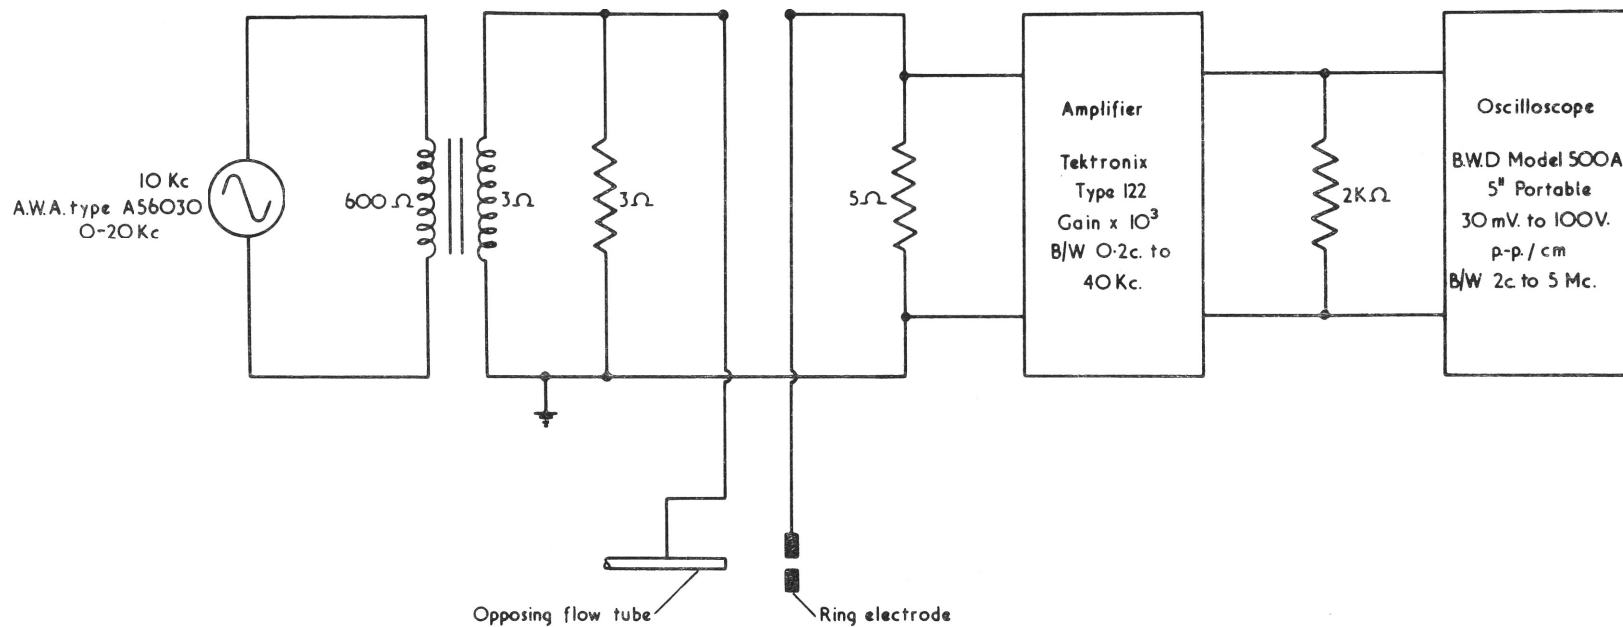 10 Kc
A.W.A. type A56030
0-20 Kc
600 Ω
3Ω
3Ω
5Ω
Amplifier
Tektronix
Type 122
Gain x 10³
B/W 0·2c. to
40 Kc.
2KΩ
Oscilloscope
B.W.D Model 500A
5" Portable
30 mV. to 100V.
p-p./cm
B/W 2c. to 5 Mc.
Opposing flow tube
Ring electrode